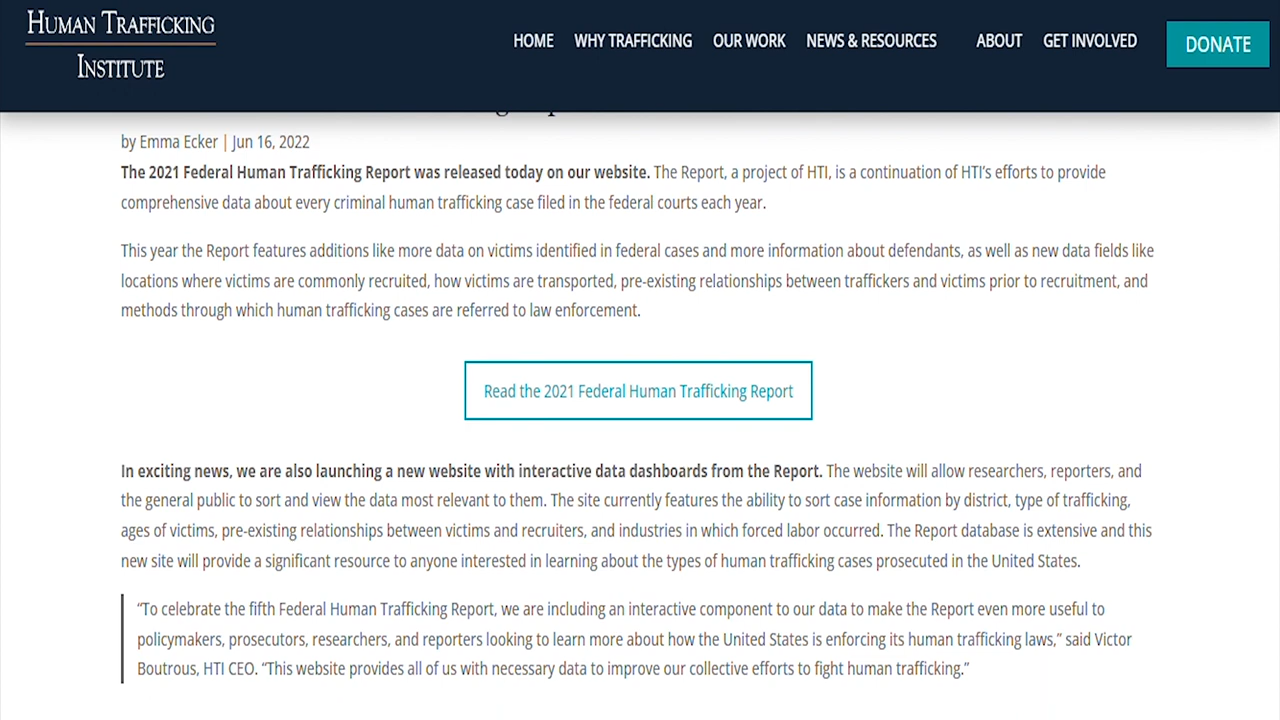 HUMAN TRAFFICKING
INSTITUTE
HOME WHY TRAFFICKING OUR WORK NEWS & RESOURCES ABOUT GET INVOLVED DONATE
by Emma Ecker | Jun 16, 2022
The 2021 Federal Human Trafficking Report was released today on our website. The Report, a project of HTI, is a continuation of HTI’s efforts to provide
comprehensive data about every criminal human trafficking case filed in the federal courts each year.
This year the Report features additions like more data on victims identified in federal cases and more information about defendants, as well as new data fields like
locations where victims are commonly recruited, how victims are transported, pre-existing relationships between traffickers and victims prior to recruitment, and
methods through which human trafficking cases are referred to law enforcement.
Read the 2021 Federal Human Trafficking Report
In exciting news, we are also launching a new website with interactive data dashboards from the Report. The website will allow researchers, reporters, and
the general public to sort and view the data most relevant to them. The site currently features the ability to sort case information by district, type of trafficking,
ages of victims, pre-existing relationships between victims and recruiters, and industries in which forced labor occurred. The Report database is extensive and this
new site will provide a significant resource to anyone interested in learning about the types of human trafficking cases prosecuted in the United States.
“To celebrate the fifth Federal Human Trafficking Report, we are including an interactive component to our data to make the Report even more useful to
policymakers, prosecutors, researchers, and reporters looking to learn more about how the United States is enforcing its human trafficking laws,” said Victor
Boutrous, HTI CEO. “This website provides all of us with necessary data to improve our collective efforts to fight human trafficking.”